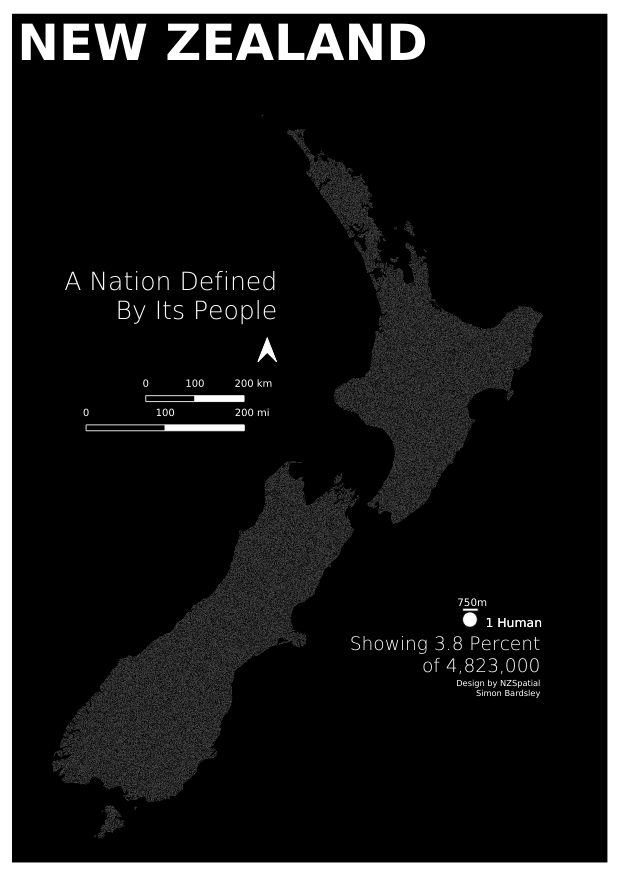 NEW ZEALAND
A Nation Defined
By Its People
0 100 200 km
0 100 200 mi
750m
1 Human
Showing 3.8 Percent
of 4,823,000
Design by NZSpatial
Simon Bardsley